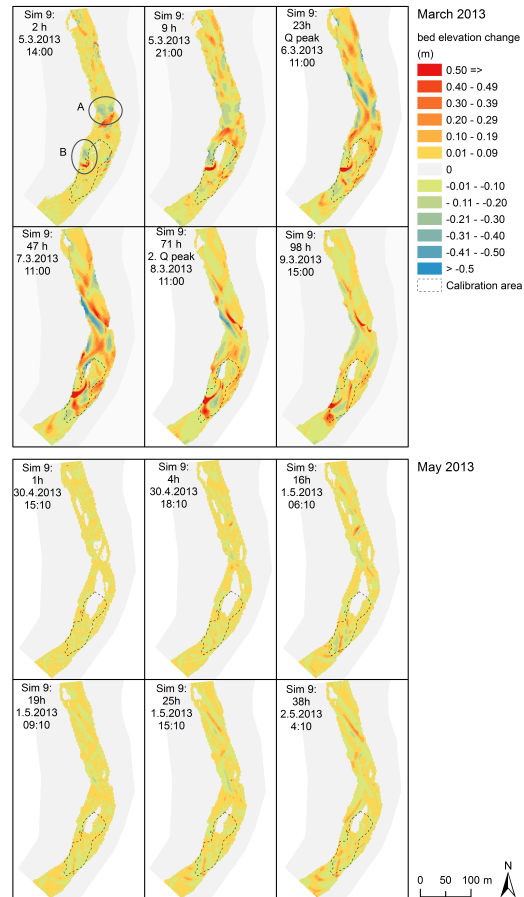 Sim 9:
2 h
5.3.2013
14:00
A
B
Sim 9:
9 h
5.3.2013
21:00
Sim 9:
23h
Q peak
6.3.2013
11:00
Sim 9:
47 h
7.3.2013
11:00
Sim 9:
71 h
2. Q peak
8.3.2013
11:00
Sim 9:
98 h
9.3.2013
15:00
March 2013
bed elevation change
(m)
0.50 =>
0.40 - 0.49
0.30 - 0.39
0.20 - 0.29
0.10 - 0.19
0.01 - 0.09
0
-0.01 - -0.10
-0.11 - -0.20
-0.21 - -0.30
-0.31 - -0.40
-0.41 - -0.50
> -0.5
Calibration area
Sim 9:
1h
30.4.2013
15:10
Sim 9:
4h
30.4.2013
18:10
Sim 9:
16h
1.5.2013
06:10
Sim 9:
19h
1.5.2013
09:10
Sim 9:
25h
1.5.2013
15:10
Sim 9:
38h
2.5.2013
4:10
May 2013
N
0 50 100 m